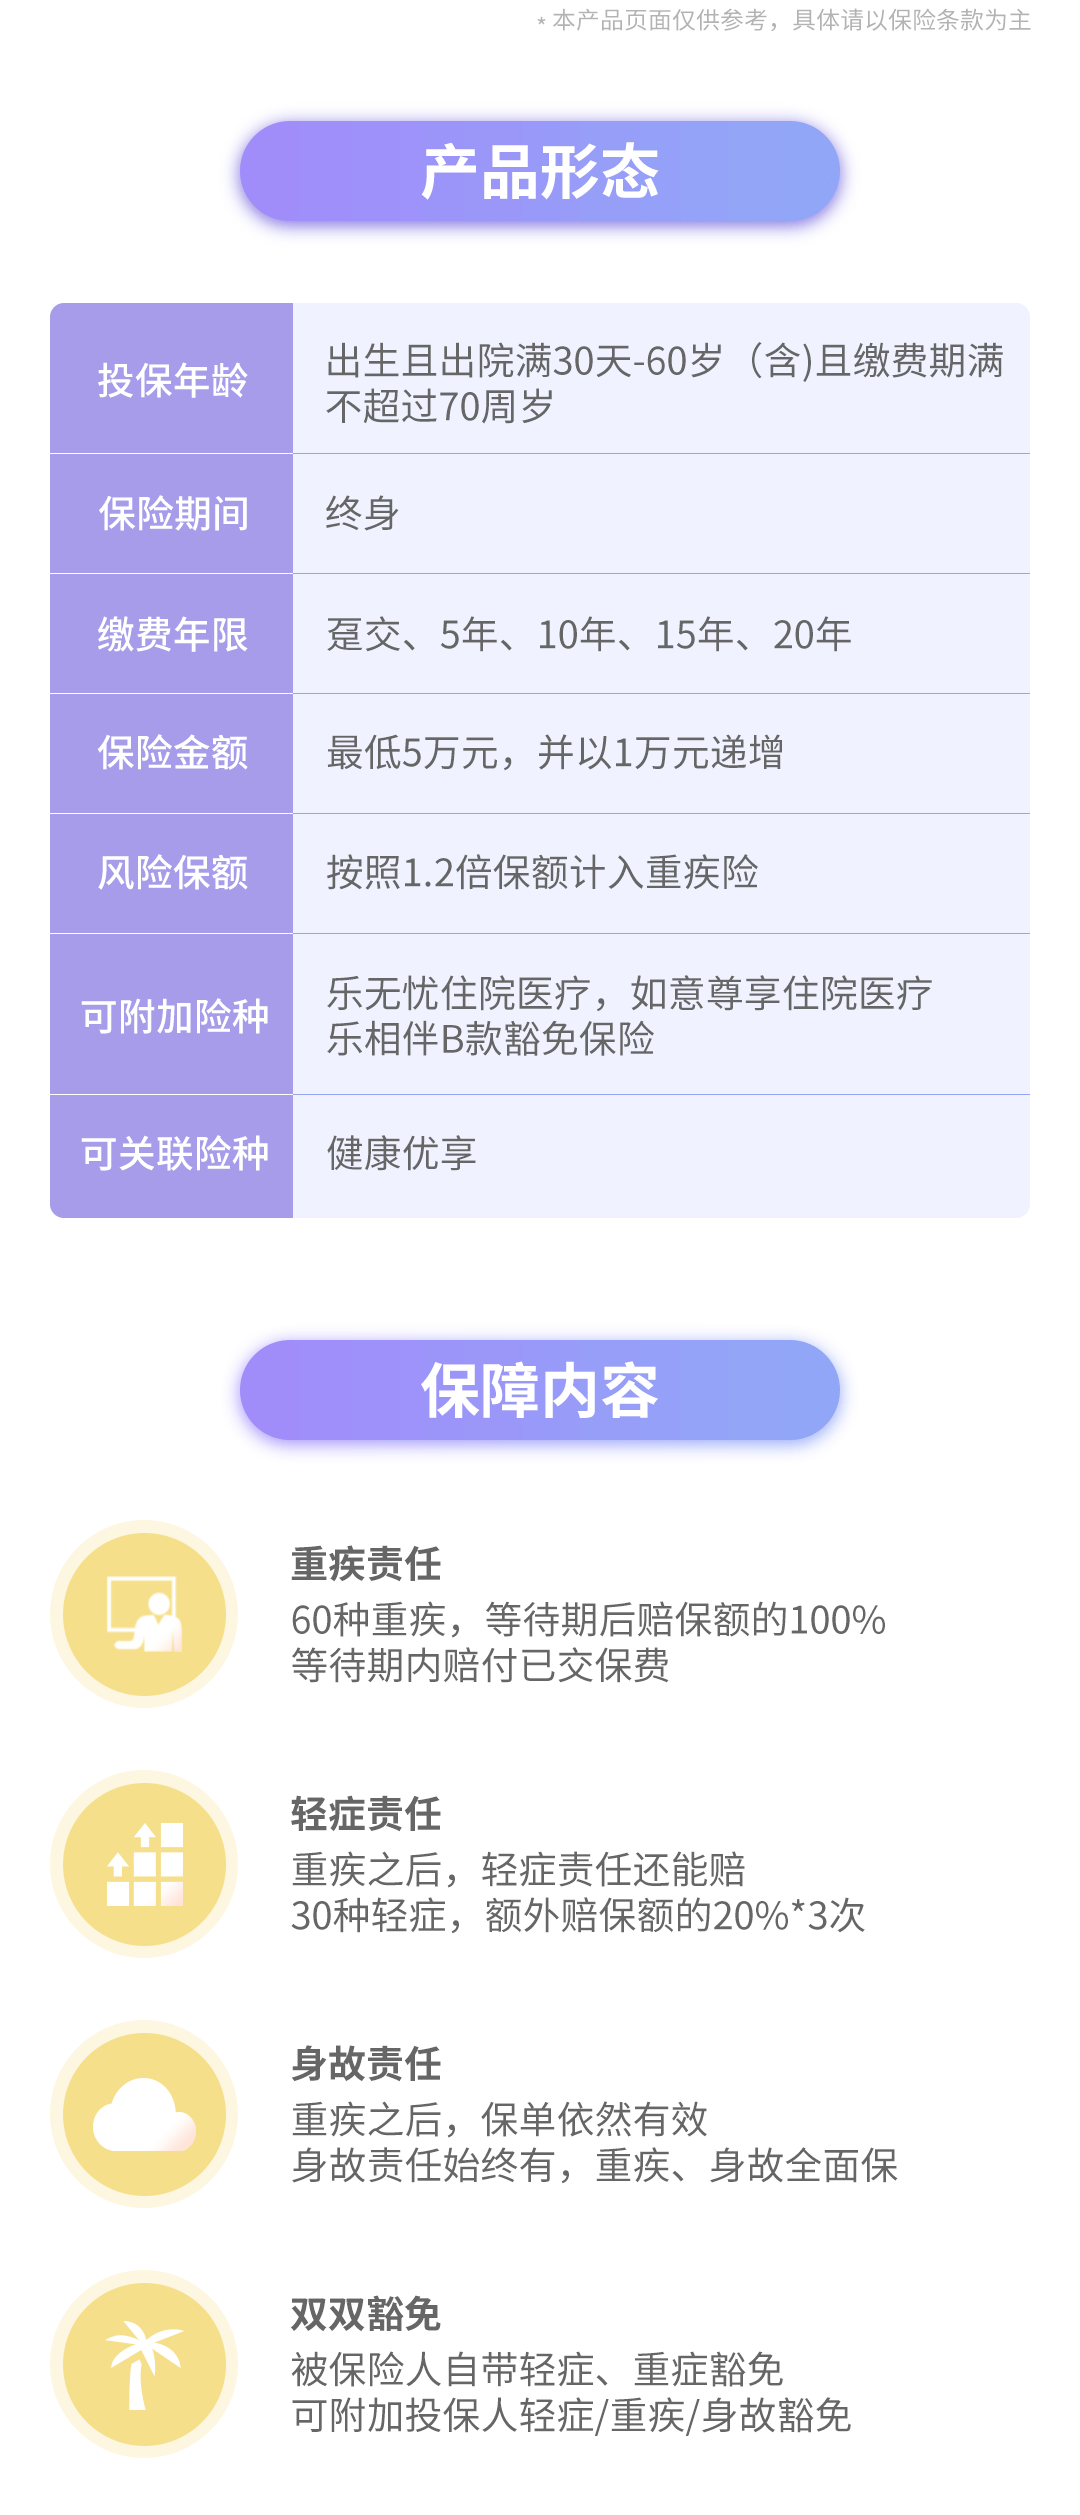 * 本产品页面仅供参考，具体请以保险条款为主
产品形态
投保年龄
出生且出院满30天-60岁（含)且缴费期满
不超过70周岁
保险期间
终身
缴费年限
趸交、5年、10年、15年、20年
保险金额
最低5万元，并以1万元递增
风险保额
按照1.2倍保额计入重疾险
可附加险种
乐无忧住院医疗，如意尊享住院医疗
乐相伴B款豁免保险
可关联险种
健康优享
保障内容
重疾责任
60种重疾，等待期后赔保额的100%
等待期内赔付已交保费
轻症责任
重疾之后，轻症责任还能赔
30种轻症，额外赔保额的20%*3次
身故责任
重疾之后，保单依然有效
身故责任始终有，重疾、身故全面保
双双豁免
被保险人自带轻症、重症豁免
可附加投保人轻症/重疾/身故豁免